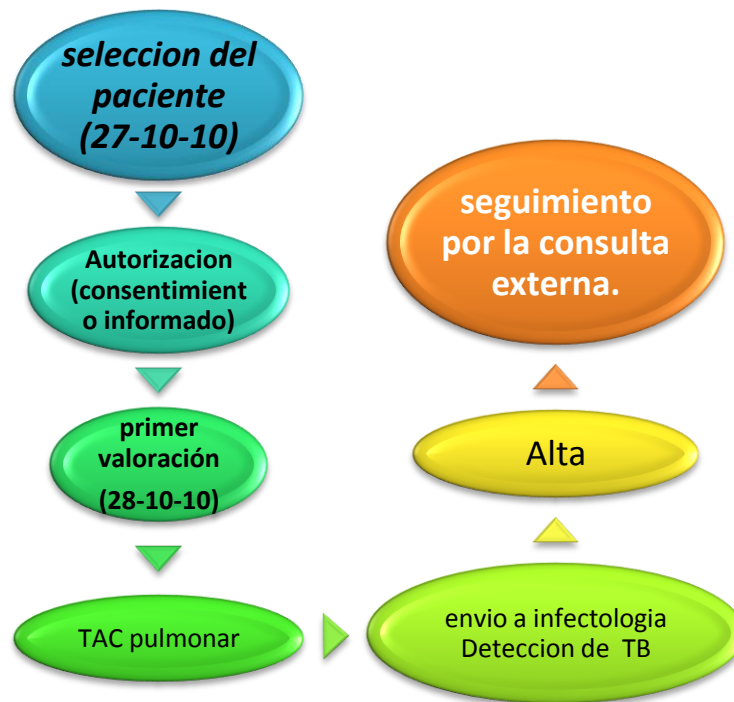 seleccion del
paciente
(27-10-10)
Autorizacion
(consentimient
o informado)
primer
valoración
(28-10-10)
TAC pulmonar
envio a infectologia
Deteccion de TB
Alta
seguimiento
por la consulta
externa.